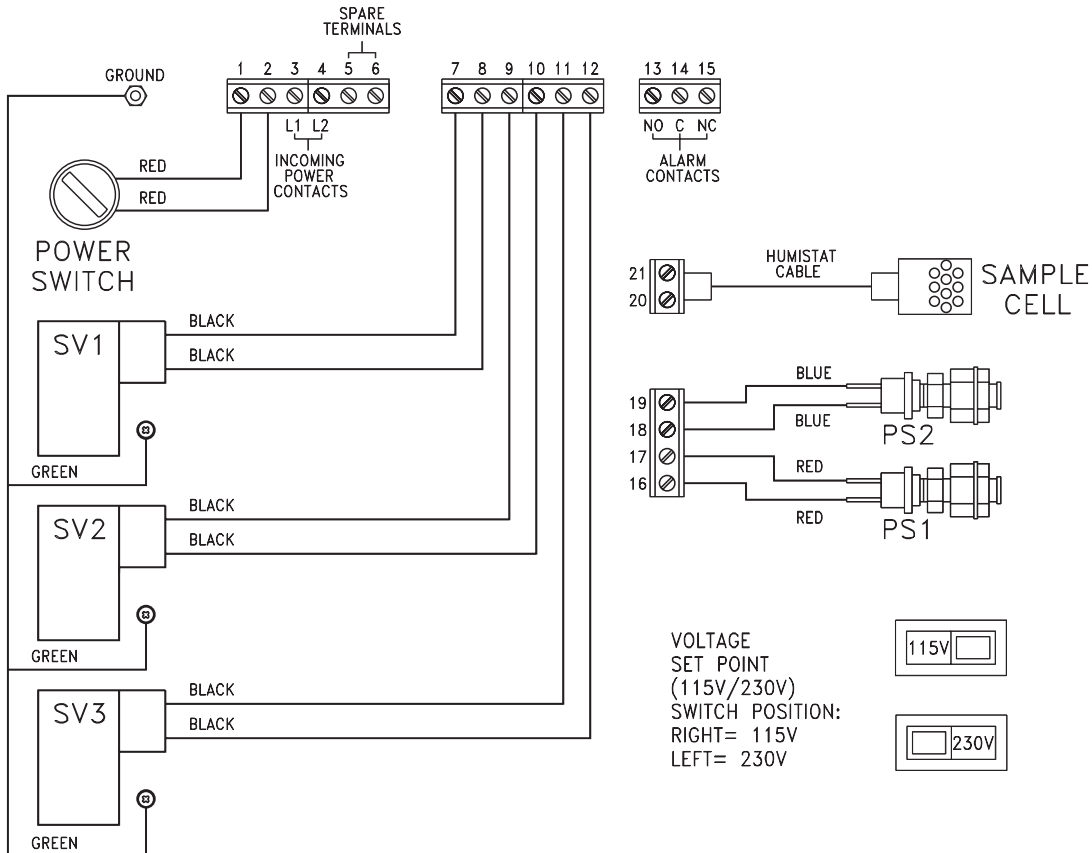 SPARE
TERMINALS
GROUND
1 2 3 4 5 6
7 8 9 10 11 12
13 14 15
L1 L2
INCOMING
POWER
CONTACTS
NO C NC
ALARM
CONTACTS
RED
RED
POWER
SWITCH
21
20
HUMISTAT
CABLE
SAMPLE
CELL
SV1
BLACK
BLACK
GREEN
19
18
17
16
BLUE
BLUE
PS2
RED
RED
PS1
SV2
BLACK
BLACK
GREEN
SV3
BLACK
BLACK
GREEN
VOLTAGE
SET POINT
(115V/230V)
SWITCH POSITION:
RIGHT= 115V
LEFT= 230V
115V
230V